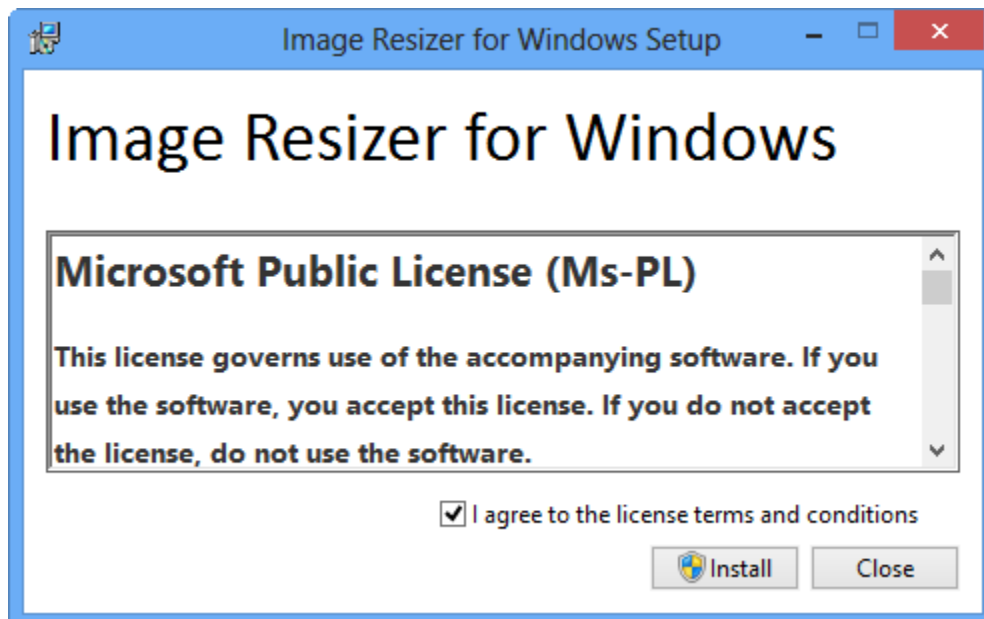 Image Resizer for Windows Setup
Image Resizer for Windows
Microsoft Public License (Ms-PL)
This license governs use of the accompanying software. If you
use the software, you accept this license. If you do not accept
the license, do not use the software.
I agree to the license terms and conditions
Install
Close